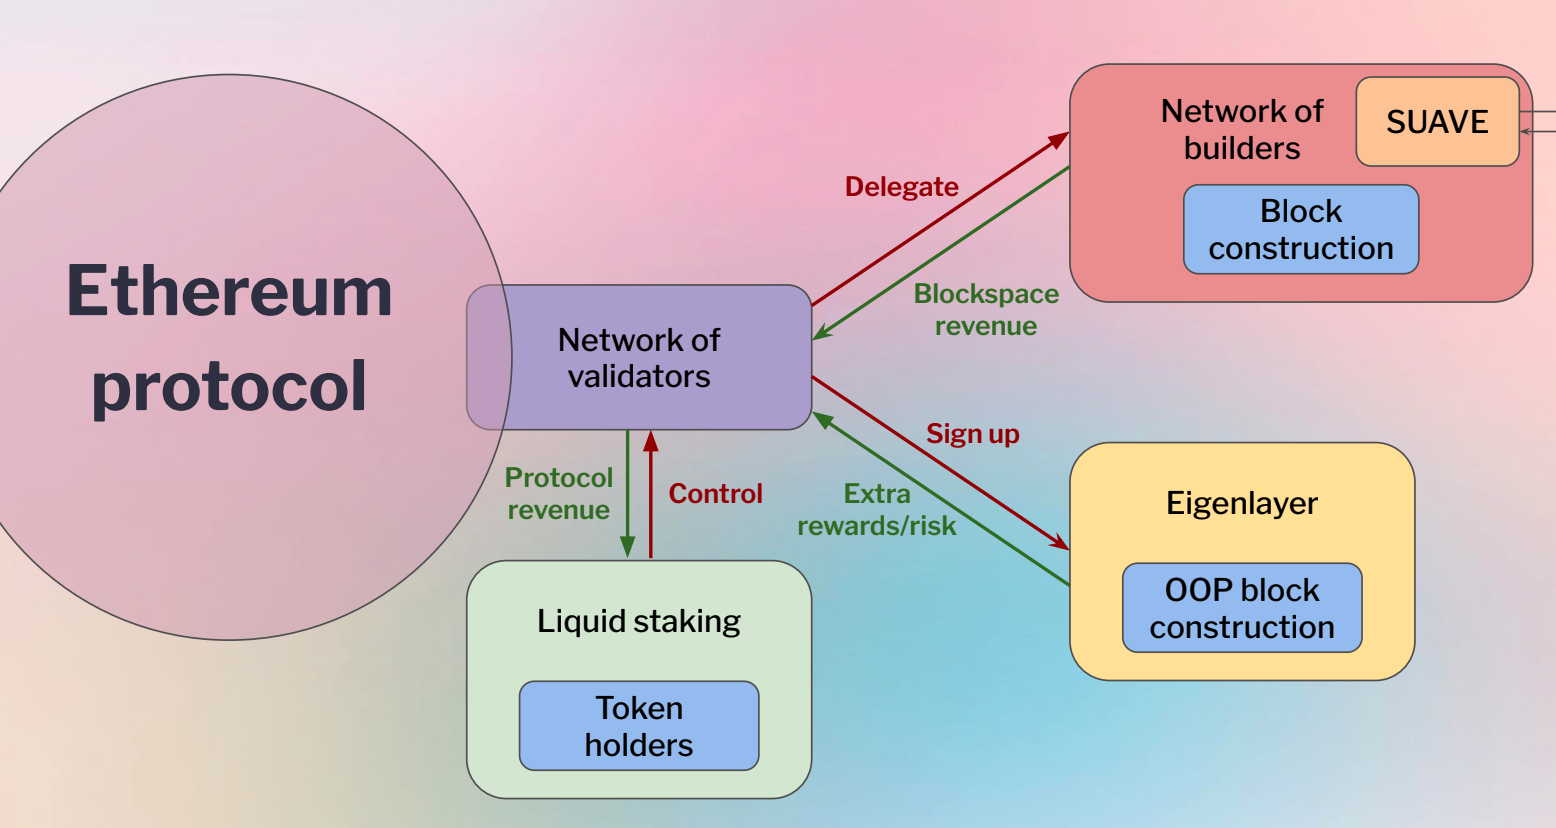 Ethereum
protocol
Network of
validators
Delegate
Blockspace
revenue
Network of
builders
SUAVE
Block
construction
Sign up
Extra
rewards/risk
Eigenlayer
OOP block
construction
Protocol
revenue
Control
Liquid staking
Token
holders